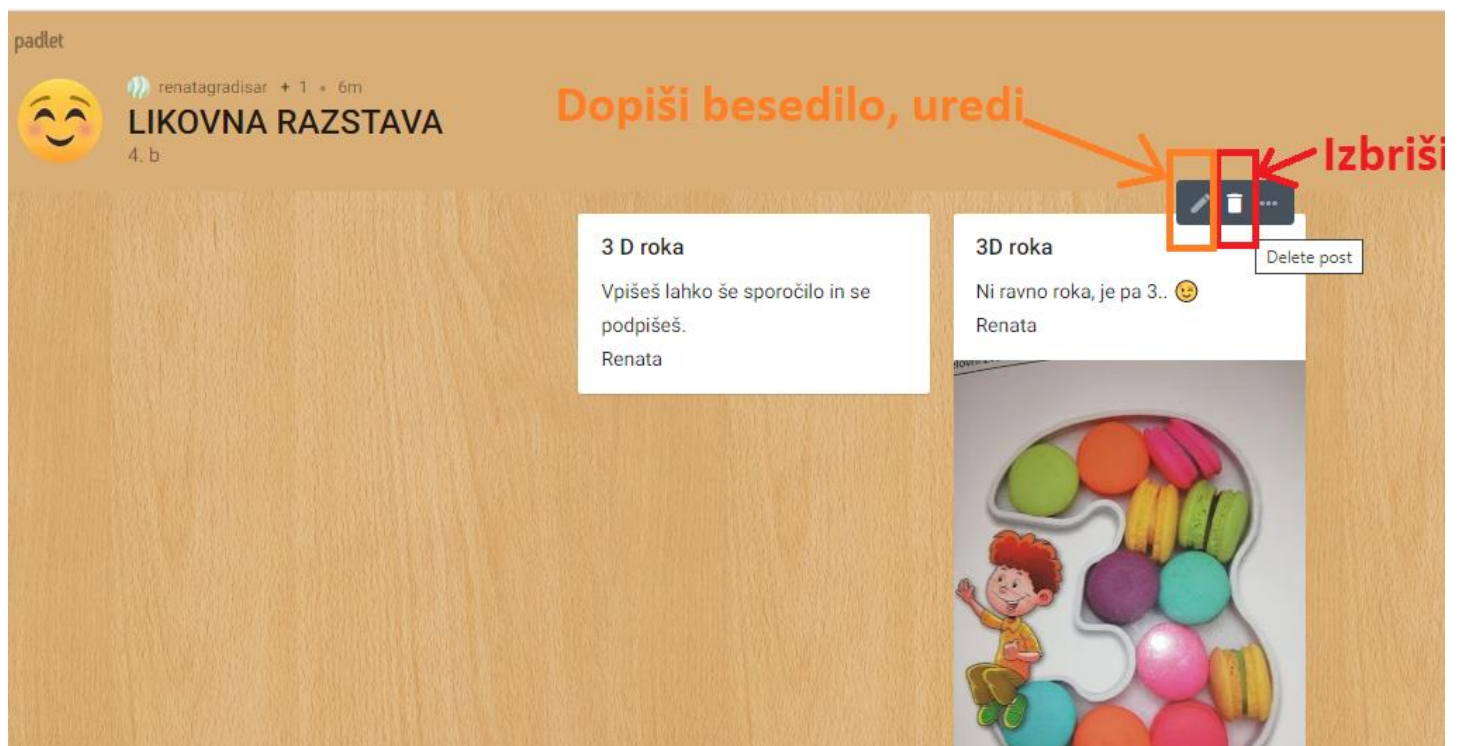 padlet
renatagradisar + 1 • 6m
LIKOVNA RAZSTAVA
4. b
Dopiši besedilo, uredi
Izbriši
3 D roka
Vpišeš lahko še sporočilo in se
podpišeš.
Renata
3D roka
Delete post
Ni ravno roka, je pa 3.. 😉
Renata